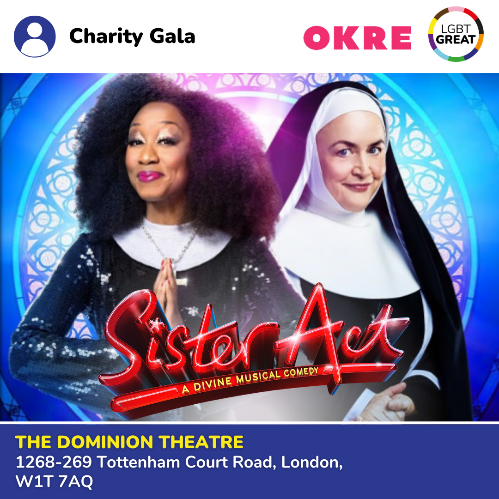 Charity Gala
OKRE
LGBT
GREAT
Sister Act
A DIVINE MUSICAL COMEDY
THE DOMINION THEATRE
1268-269 Tottenham Court Road, London,
W1T 7AQ